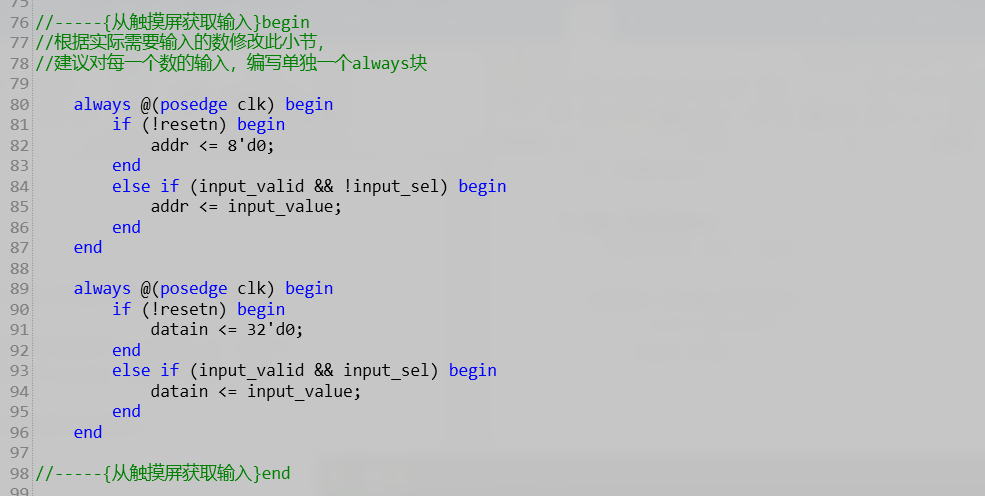 75
76 //-----{从触摸屏获取输入}begin
77 //根据实际需要输入的数修改此小节，
78 //建议对每一个数的输入，编写单独一个always块
79
80     always @(posedge clk) begin
81         if (!resetn) begin
82             addr <= 8'd0;
83         end
84         else if (input_valid && !input_sel) begin
85             addr <= input_value;
86         end
87     end
88
89     always @(posedge clk) begin
90         if (!resetn) begin
91             datain <= 32'd0;
92         end
93         else if (input_valid && input_sel) begin
94             datain <= input_value;
95         end
96     end
97
98 //-----{从触摸屏获取输入}end
99